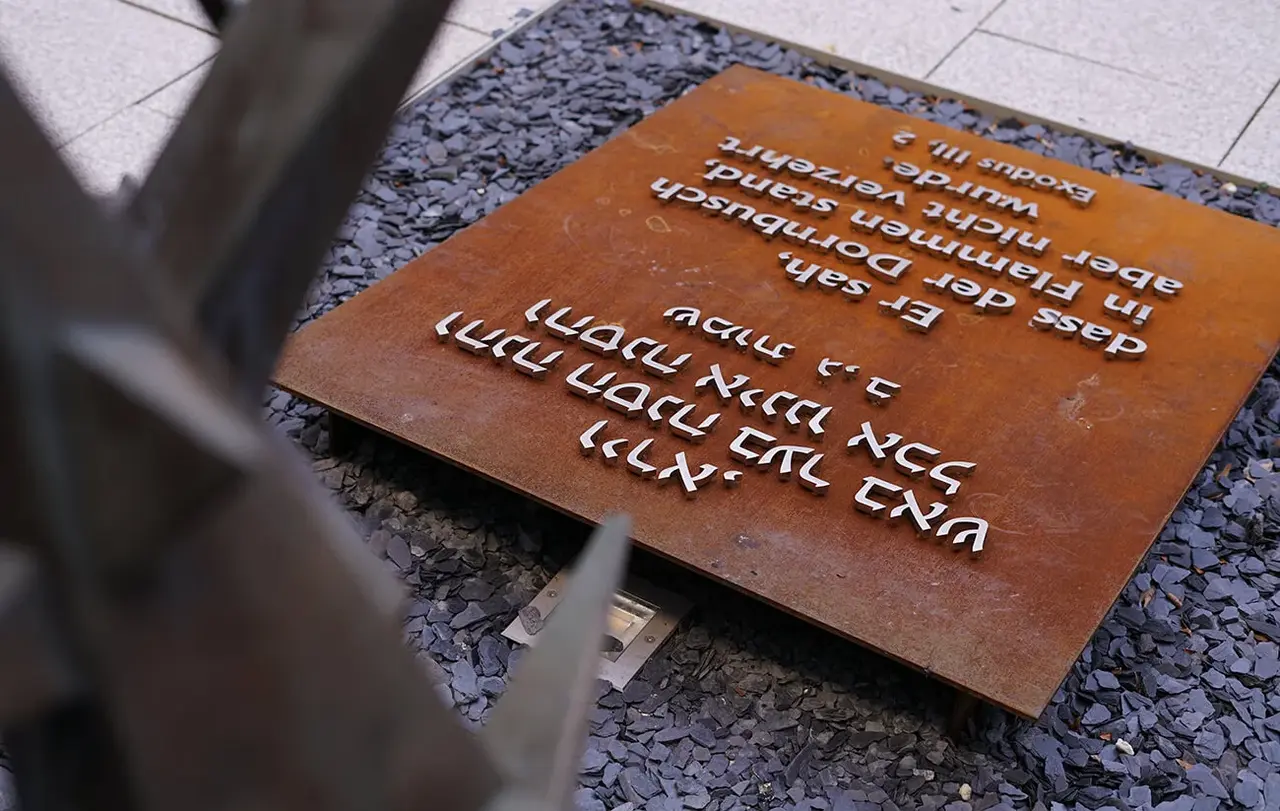 וירא,
והנה הסנה בער באש
והסנה איננו אכל
שמות ג' ב
Er sah,
dass der Dornbusch
in Flammen stand,
aber nicht verzehrt
wurde.
Exodus III, 2